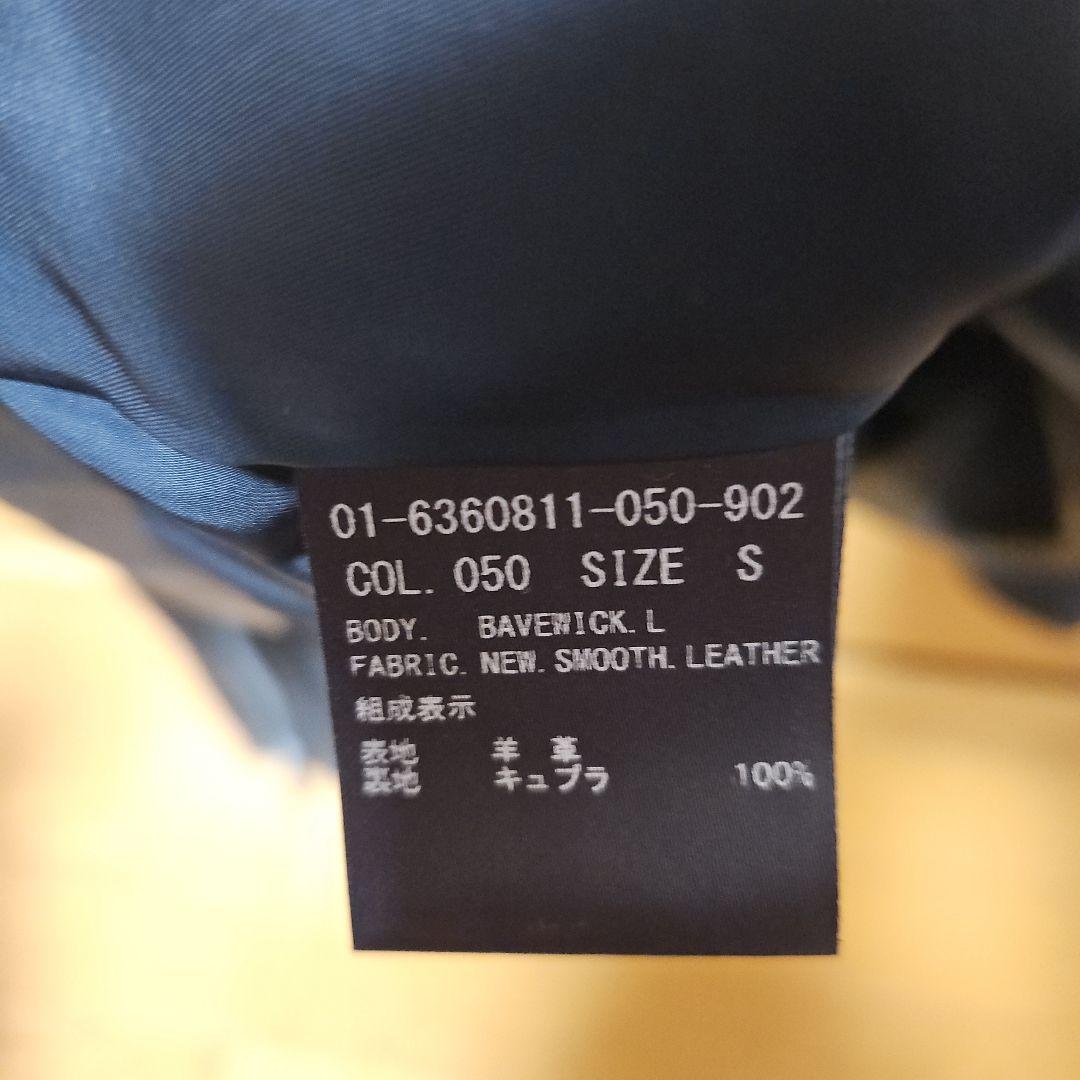 01-6360811-050-902
COL. 050 SIZE S
BODY. BAVEWICK.L
FABRIC. NEW.SMOOTH.LEATHER
組成表示
表地 羊 革
裏地 キュプラ 100%